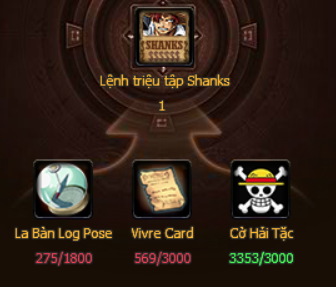 SHANKS
Lệnh triệu tập Shanks
1
La Bàn Log Pose
Vivre Card
Cờ Hải Tặc
275/1800
569/3000
3353/3000